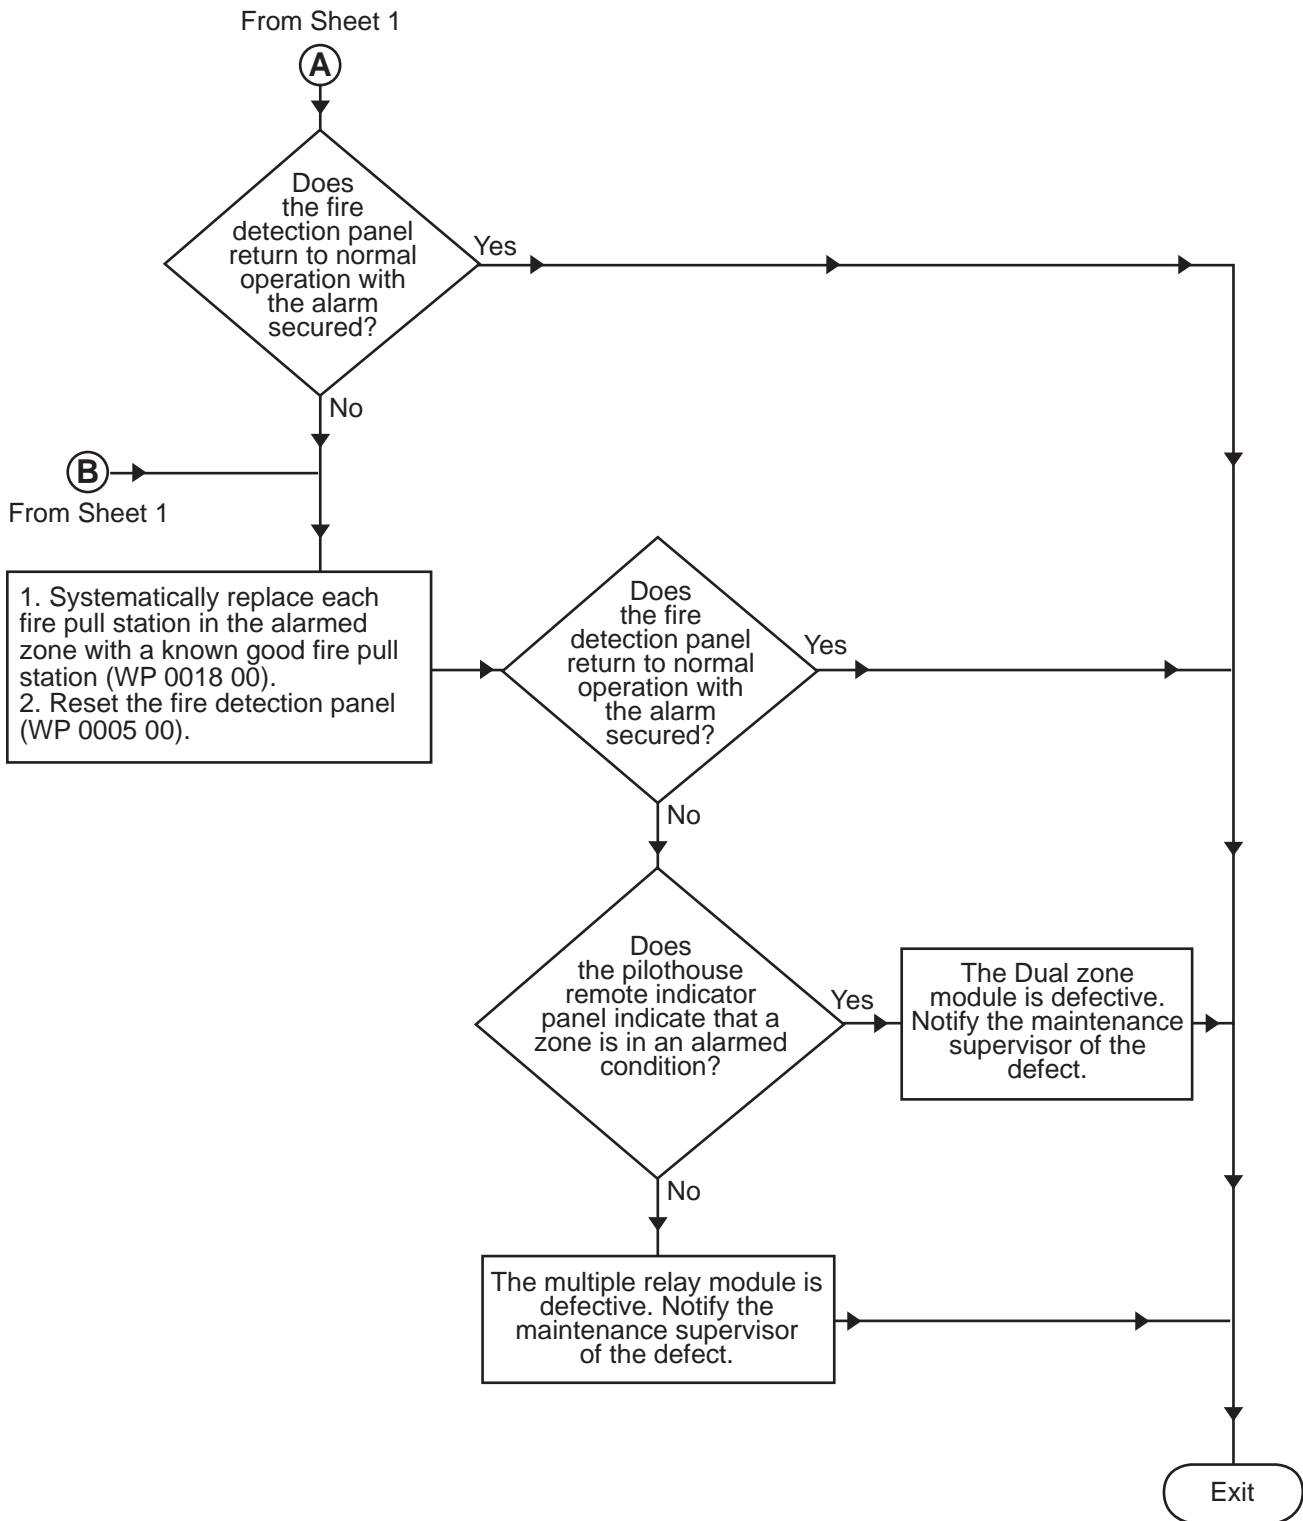 From Sheet 1
A
Does
the fire
detection panel
return to normal
operation with
the alarm
secured?
Yes
No
B
From Sheet 1
1. Systematically replace each
fire pull station in the alarmed
zone with a known good fire pull
station (WP 0018 00).
2. Reset the fire detection panel
(WP 0005 00).
Does
the fire
detection panel
return to normal
operation with
the alarm
secured?
Yes
No
Does
the pilothouse
remote indicator
panel indicate that a
zone is in an alarmed
condition?
Yes
The Dual zone
module is defective.
Notify the maintenance
supervisor of the
defect.
No
The multiple relay module is
defective. Notify the
maintenance supervisor
of the defect.
Exit